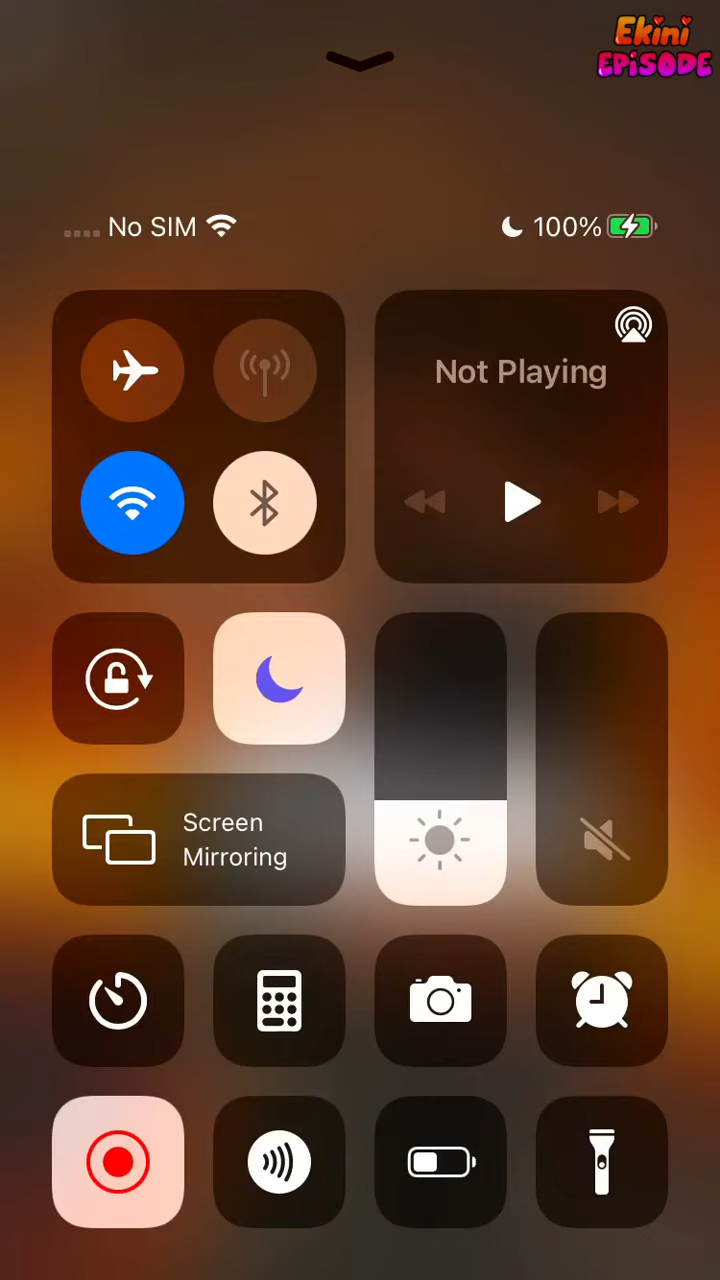 Ekini
EPiSODE
No SIM
100%
Not Playing
Screen
Mirroring